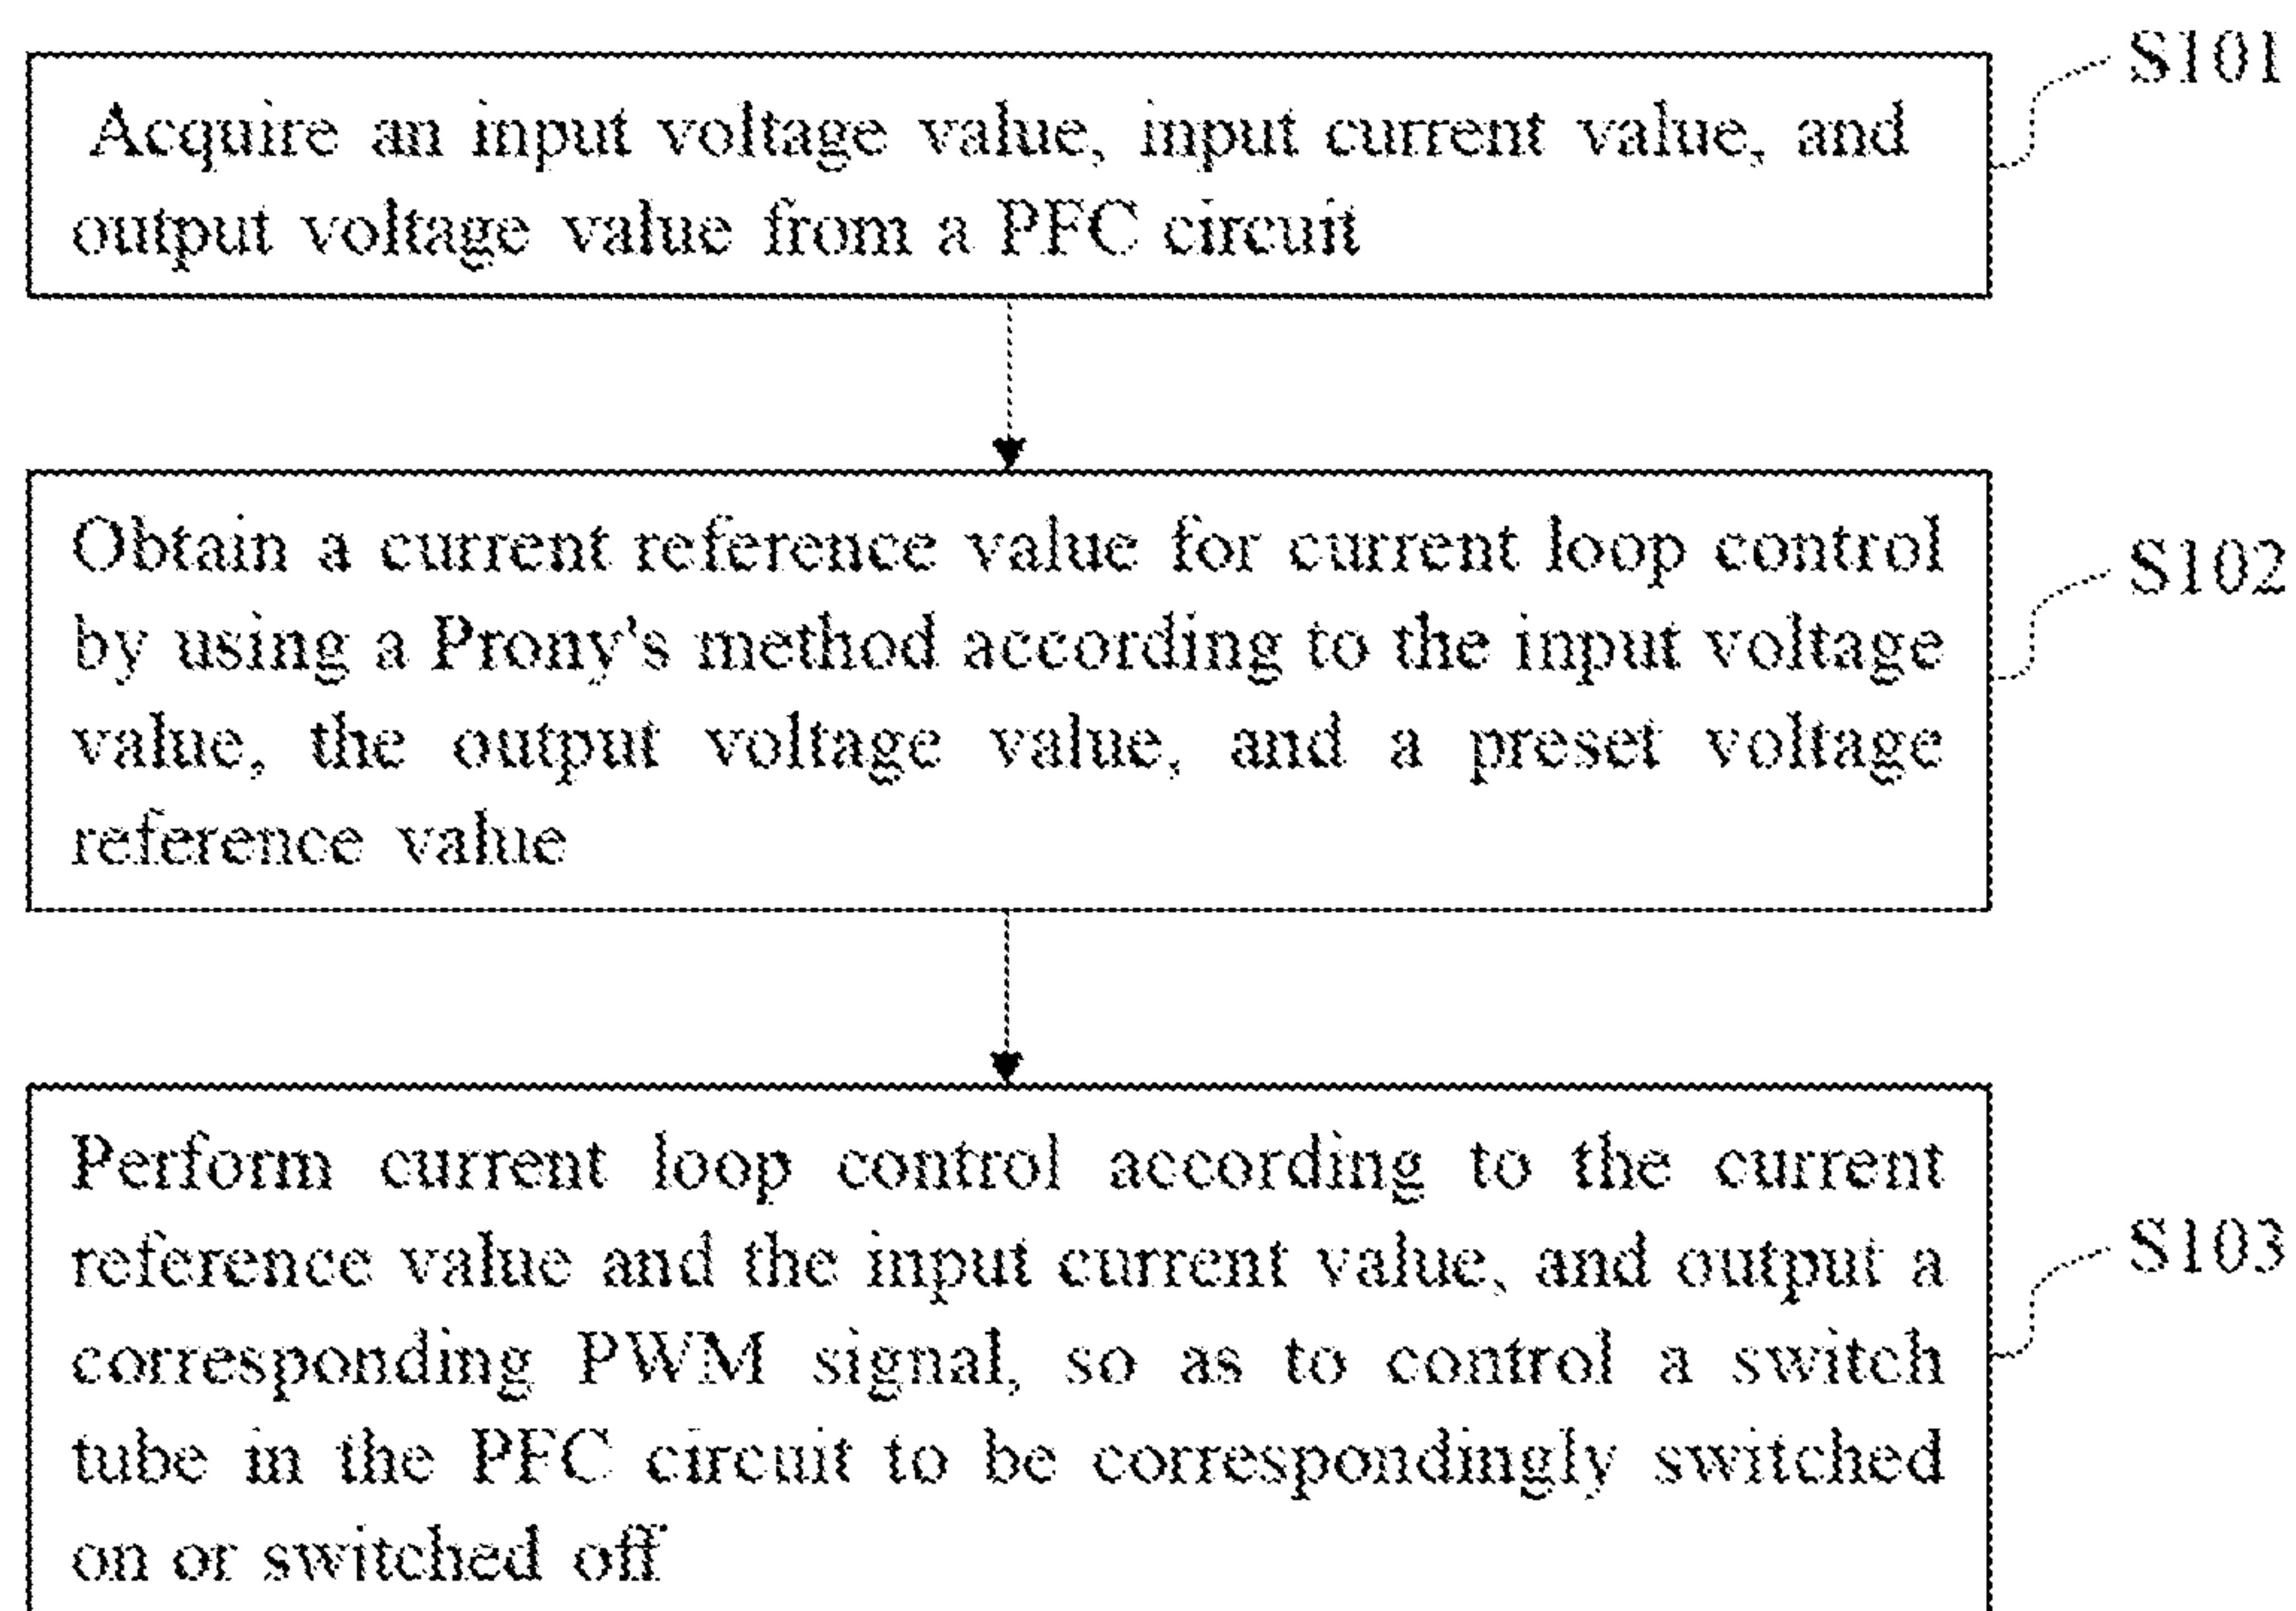 S101
Acquire an input voltage value, input current value, and
output voltage value from a PFC circuit
Obtain a current reference value for current loop control
S102
by using a Prony's method according to the input voltage
value, the output voltage value, and a preset voltage
reference value
Perform current loop control according to the current
S103
reference value and the input current value, and output a
corresponding PWM signal, so as to control a switch
tube in the PFC circuit to be correspondingly switched
on or switched off